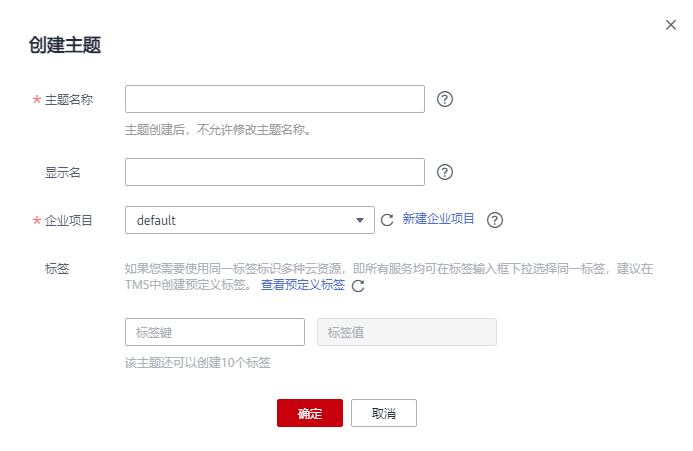 创建主题
* 主题名称
主题创建后，不允许修改主题名称。
显示名
* 企业项目 default 新建企业项目
标签 如果您需要使用同一标签标识多种云资源，即所有服务均可在标签输入框下拉选择同一标签，建议在
TMS中创建预定义标签。 查看预定义标签
标签键 标签值
该主题还可以创建10个标签
确定 取消